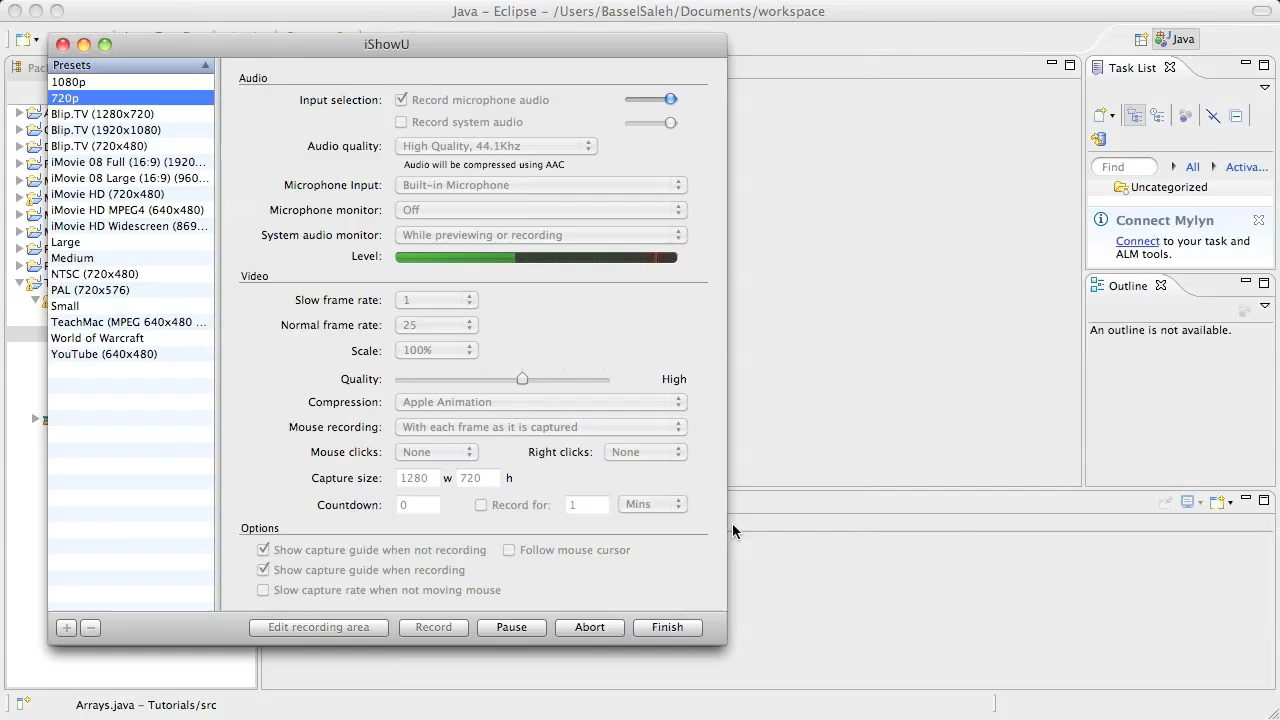 Java – Eclipse – /Users/BasselSaleh/Documents/workspace
Java
iShowU
Presets
1080p
720p
Blip.TV (1280x720)
Blip.TV (1920x1080)
Blip.TV (720x480)
iMovie 08 Full (16:9) (1920...
iMovie 08 Large (16:9) (960...
iMovie HD (720x480)
iMovie HD MPEG4 (640x480)
iMovie HD Widescreen (869...
Large
Medium
NTSC (720x480)
PAL (720x576)
Small
TeachMac (MPEG 640x480 ...
World of Warcraft
YouTube (640x480)
Audio
Input selection: Record microphone audio
Record system audio
Audio quality: High Quality, 44.1Khz
Audio will be compressed using AAC
Microphone Input: Built-in Microphone
Microphone monitor: Off
System audio monitor: While previewing or recording
Level:
Video
Slow frame rate: 1
Normal frame rate: 25
Scale: 100%
Quality: High
Compression: Apple Animation
Mouse recording: With each frame as it is captured
Mouse clicks: None Right clicks: None
Capture size: 1280 w 720 h
Countdown: 0 Record for: 1 Mins
Options
Show capture guide when not recording Follow mouse cursor
Show capture guide when recording
Slow capture rate when not moving mouse
Edit recording area Record Pause Abort Finish
Task List
Find All Activa...
Uncategorized
Connect Mylyn
Connect to your task and
ALM tools.
Outline
An outline is not available.
Arrays.java – Tutorials/src